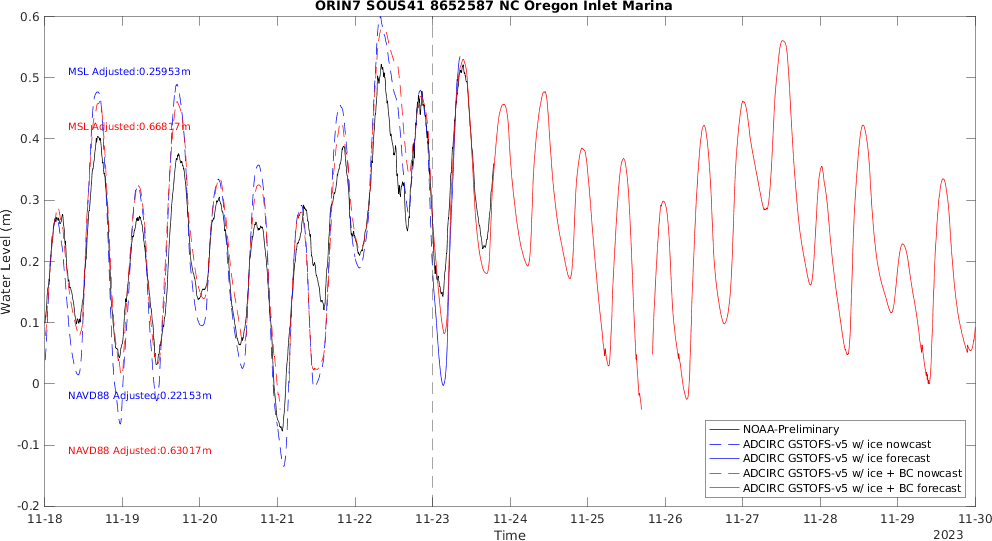 ORIN7 SOUS41 8652587 NC Oregon Inlet Marina
0.6
0.5
0.4
0.3
0.2
0.1
0
-0.1
-0.2
Water Level (m)
MSL Adjusted:0.25953m
MSL Adjusted:0.66817m
NAVD88 Adjusted:0.22153m
NAVD88 Adjusted:0.63017m
NOAA-Preliminary
ADCIRC GSTOFS-v5 w/ ice nowcast
ADCIRC GSTOFS-v5 w/ ice forecast
ADCIRC GSTOFS-v5 w/ ice + BC nowcast
ADCIRC GSTOFS-v5 w/ ice + BC forecast
11-18 11-19 11-20 11-21 11-22 11-23 11-24 11-25 11-26 11-27 11-28 11-29 11-30
Time
2023